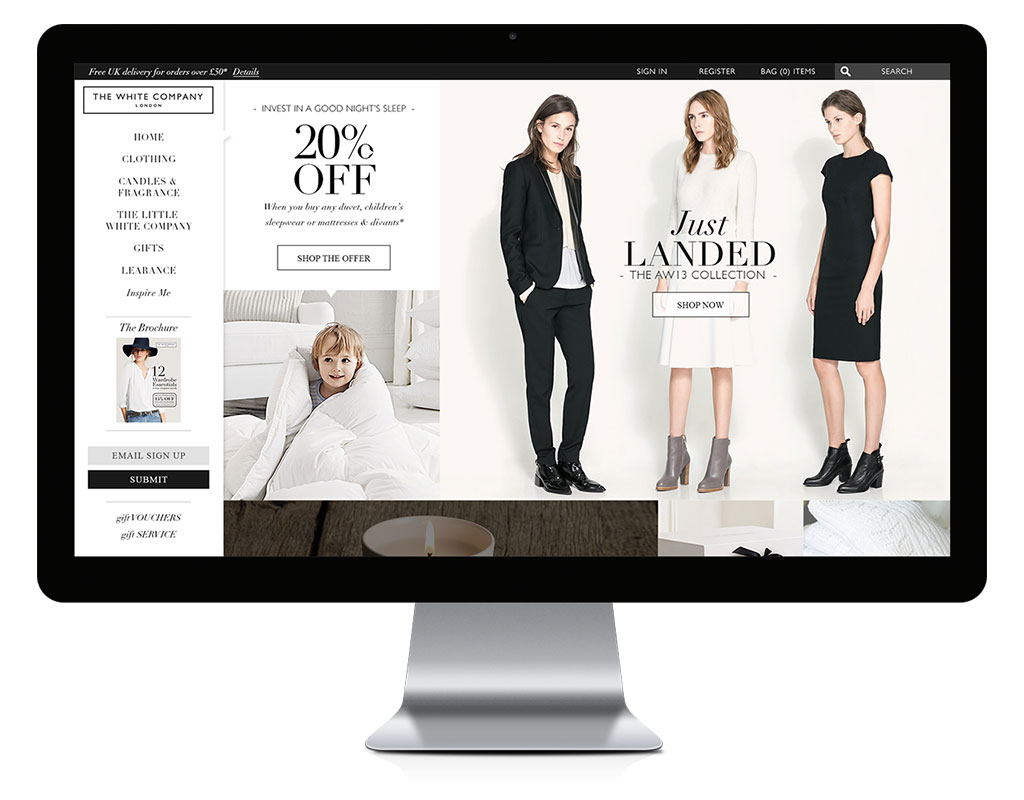 Free UK delivery for orders over £50* Details
SIGN IN
REGISTER
BAG (0) ITEMS
SEARCH
THE WHITE COMPANY
LONDON
HOME
CLOTHING
CANDLES &
FRAGRANCE
THE LITTLE
WHITE COMPANY
GIFTS
LEARANCE
Inspire Me
The Brochure
12
Wardrobe
Essentials
15% OFF
EMAIL SIGN UP
SUBMIT
gift VOUCHERS
gift SERVICE
- INVEST IN A GOOD NIGHT'S SLEEP -
20%
OFF
When you buy any duvet, children's
sleepwear or mattresses & divants*
SHOP THE OFFER
Just
LANDED
- THE AW13 COLLECTION -
SHOP NOW